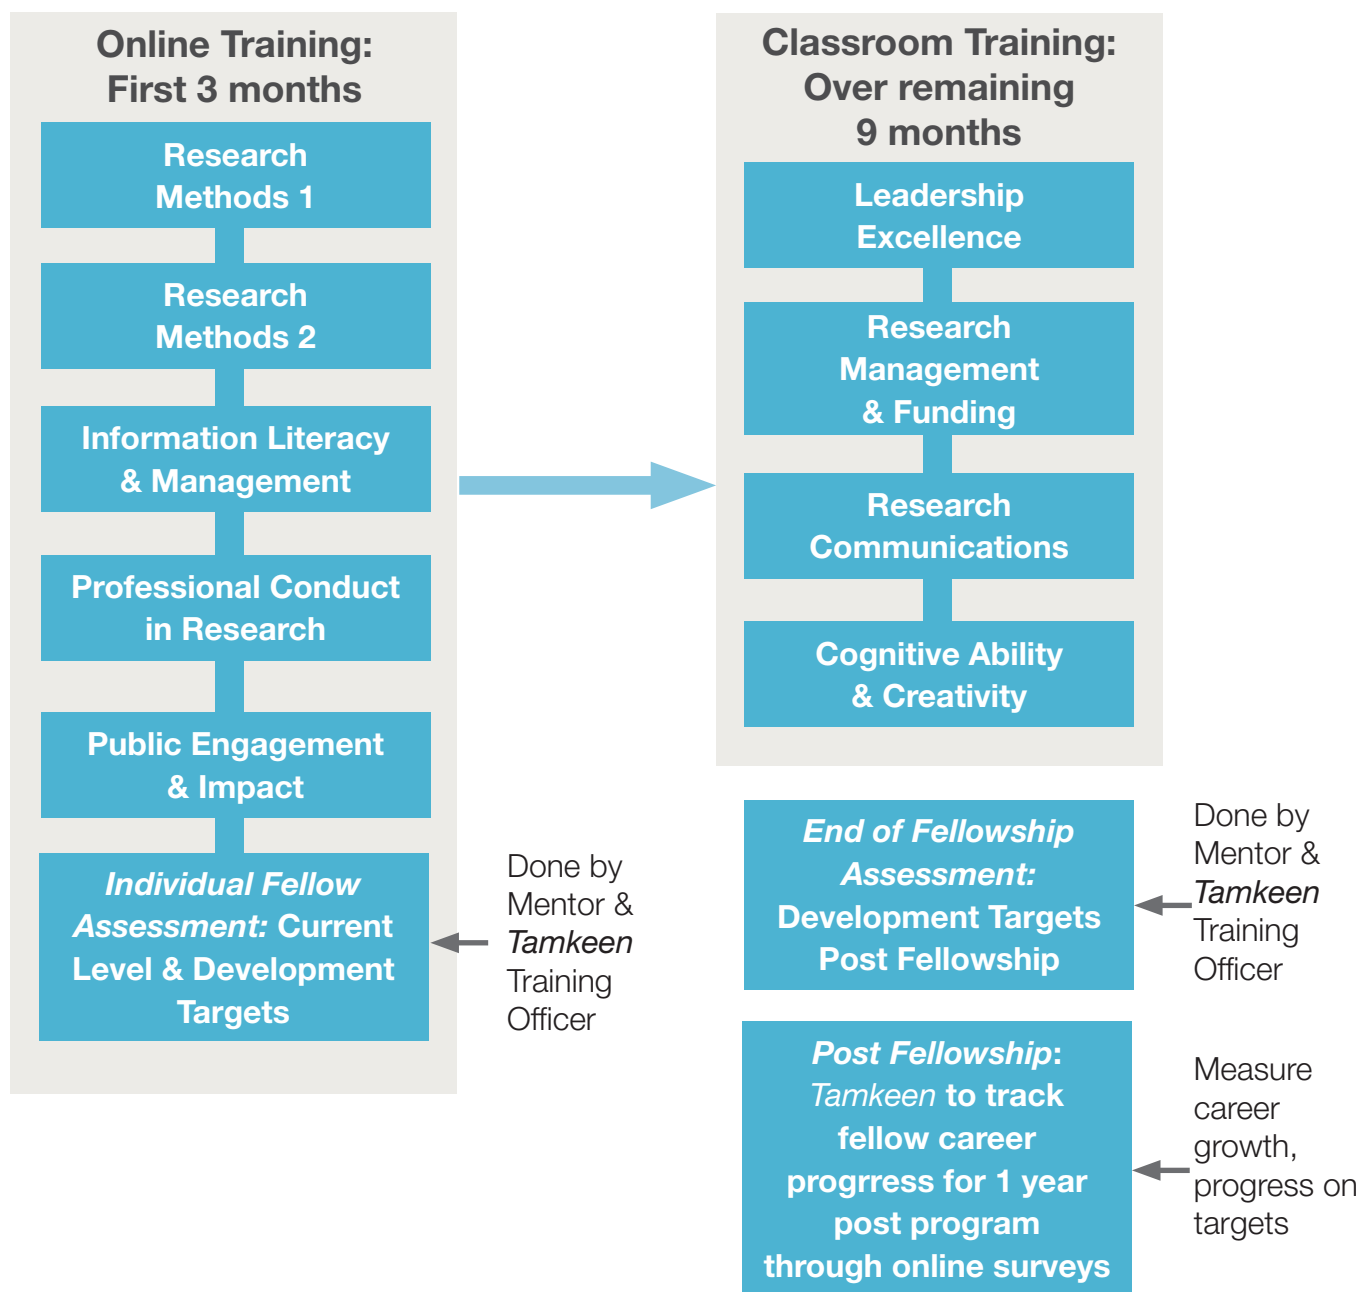 Online Training:
First 3 months
Research
Methods 1
Research
Methods 2
Information Literacy
& Management
Professional Conduct
in Research
Public Engagement
& Impact
Individual Fellow
Assessment: Current
Level & Development
Targets
Done by
Mentor &
Tamkeen
Training
Officer
Classroom Training:
Over remaining
9 months
Leadership
Excellence
Research
Management
& Funding
Research
Communications
Cognitive Ability
& Creativity
End of Fellowship
Assessment:
Development Targets
Post Fellowship
Done by
Mentor &
Tamkeen
Training
Officer
Post Fellowship:
Tamkeen to track
fellow career
progrress for 1 year
post program
through online surveys
Measure
career
growth,
progress on
targets